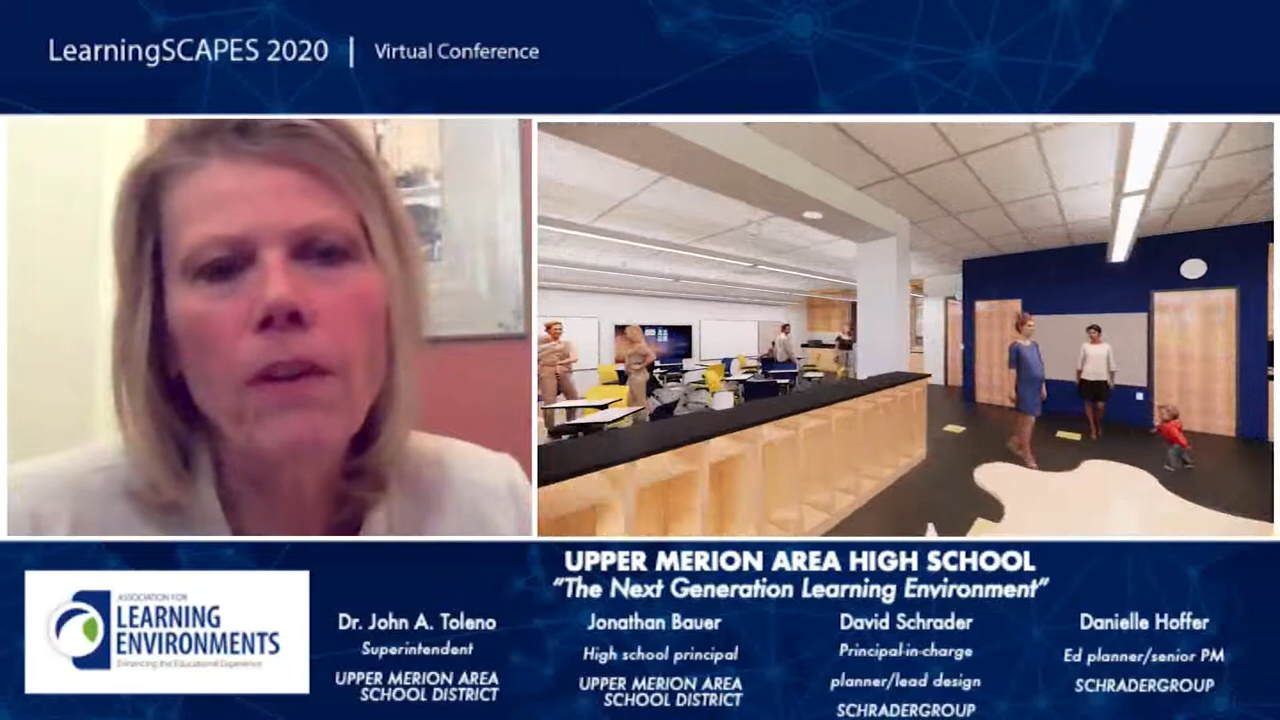 LearningSCAPES 2020 | Virtual Conference
UPPER MERION AREA HIGH SCHOOL
“The Next Generation Learning Environment”
ASSOCIATION FOR
LEARNING
ENVIRONMENTS
Enhancing the Educational Experience
Dr. John A. Toleno
Superintendent
UPPER MERION AREA
SCHOOL DISTRICT
Jonathan Bauer
High school principal
UPPER MERION AREA
SCHOOL DISTRICT
David Schrader
Principal-in-charge
planner/lead design
SCHRADERGROUP
Danielle Hoffer
Ed planner/senior PM
SCHRADERGROUP